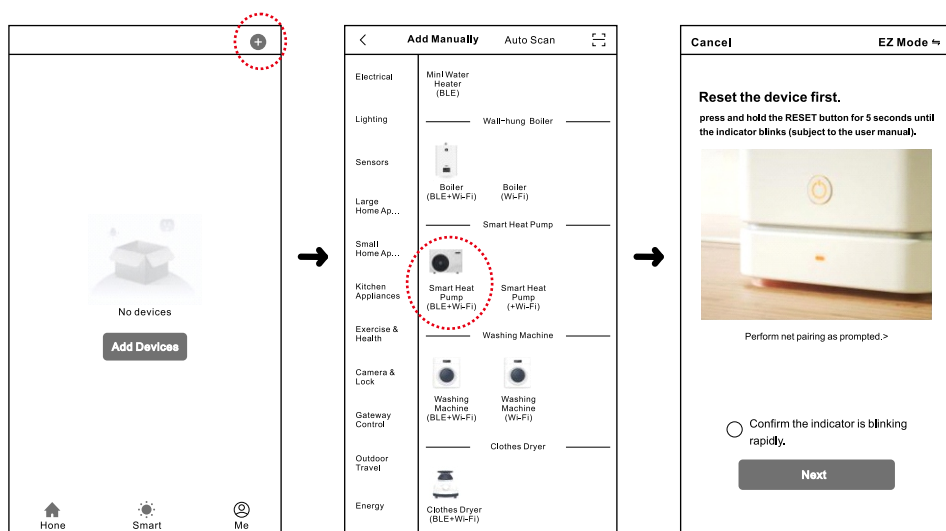 No devices
Add Devices
Hone
Smart
Me
Add Manually
Auto Scan
Electrical
Lighting
Sensors
Large
Home Ap...
Small
Home Ap...
Kitchen
Appliances
Exercise &
Health
Camera &
Lock
Gateway
Control
Outdoor
Travel
Energy
Mini Water
Heater
(BLE)
Wall-hung Boiler
Boiler
(BLE+Wi-Fi)
Boiler
(Wi-Fi)
Smart Heat Pump
Smart Heat
Pump
(BLE+Wi-Fi)
Smart Heat
Pump
(+Wi-Fi)
Washing Machine
Washing
Machine
(BLE+Wi-Fi)
Washing
Machine
(Wi-Fi)
Clothes Dryer
Clothes Dryer
(BLE+Wi-Fi)
Cancel
EZ Mode ⇋
Reset the device first.
press and hold the RESET button for 5 seconds until
the indicator blinks (subject to the user manual).
Perform net pairing as prompted.>
Confirm the indicator is blinking
rapidly.
Next